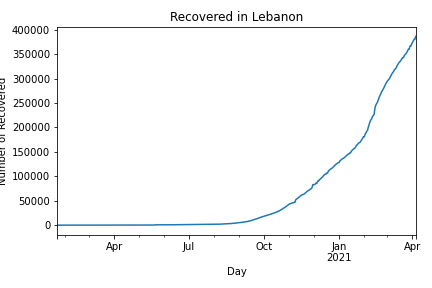 Recovered in Lebanon
400000
350000
300000
250000
200000
150000
100000
50000
0
Number of Recovered
Apr
Jul
Oct
Jan
2021
Apr
Day